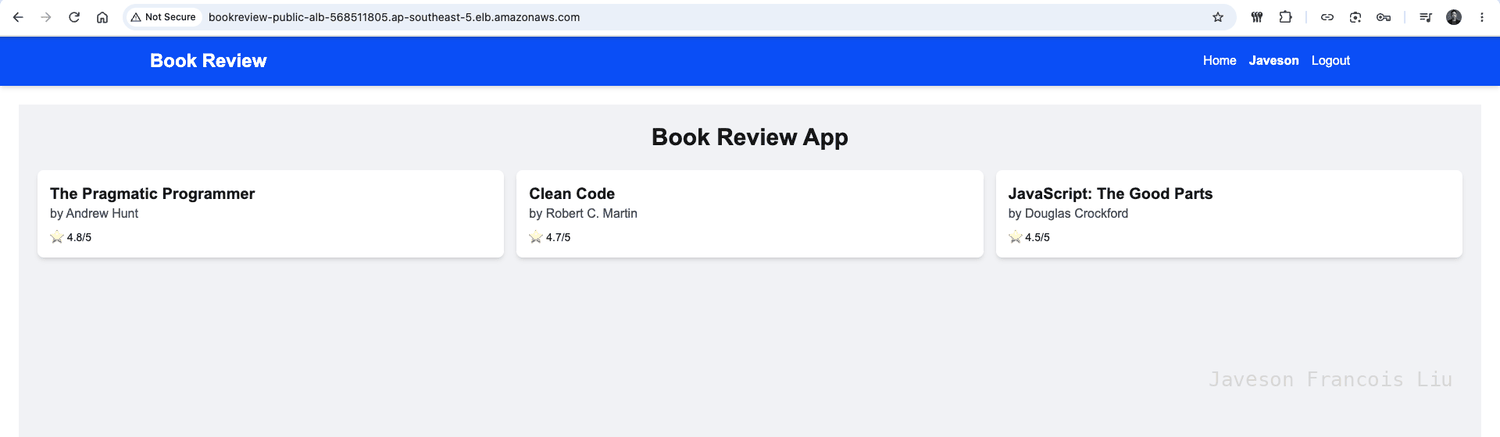 Not Secure bookreview-public-alb-568511805.ap-southeast-5.elb.amazonaws.com
Book Review Home Javeson Logout
Book Review App
The Pragmatic Programmer
by Andrew Hunt
4.8/5
Clean Code
by Robert C. Martin
4.7/5
JavaScript: The Good Parts
by Douglas Crockford
4.5/5
Javeson Francois Liu